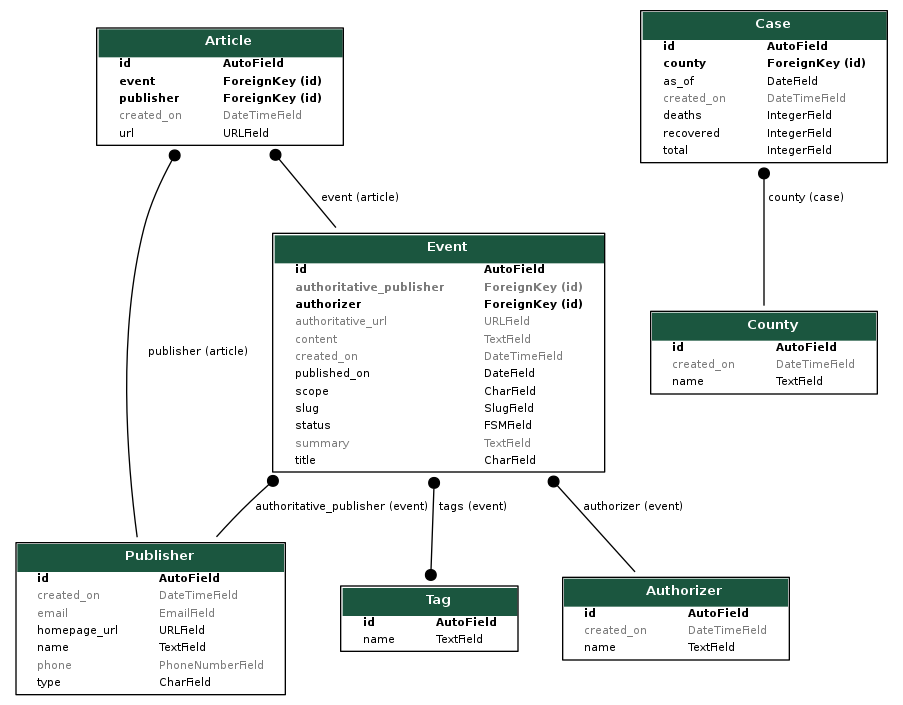 Article
id AutoField
event ForeignKey (id)
publisher ForeignKey (id)
created_on DateTimeField
url URLField
Case
id AutoField
county ForeignKey (id)
as_of DateField
created_on DateTimeField
deaths IntegerField
recovered IntegerField
total IntegerField
event (article)
county (case)
Event
id AutoField
authoritative_publisher ForeignKey (id)
authorizer ForeignKey (id)
authoritative_url URLField
content TextField
created_on DateTimeField
published_on DateField
scope CharField
slug SlugField
status FSMField
summary TextField
title CharField
County
id AutoField
created_on DateTimeField
name TextField
publisher (article)
authoritative_publisher (event)
tags (event)
authorizer (event)
Publisher
id AutoField
created_on DateTimeField
email EmailField
homepage_url URLField
name TextField
phone PhoneNumberField
type CharField
Tag
id AutoField
name TextField
Authorizer
id AutoField
created_on DateTimeField
name TextField